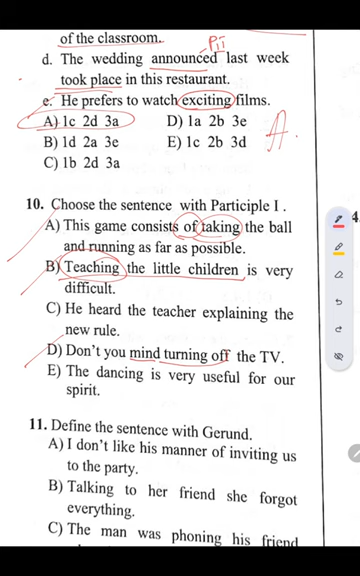 of the classroom.
PII
d. The wedding announced last week
took place in this restaurant.
e. He prefers to watch exciting films.
A) 1c 2d 3a D) 1a 2b 3e
B) 1d 2a 3e E) 1c 2b 3d
C) 1b 2d 3a
A.
10. Choose the sentence with Participle I .
A) This game consists of taking the ball
and running as far as possible.
B) Teaching the little children is very
difficult.
C) He heard the teacher explaining the
new rule.
D) Don't you mind turning off the TV.
E) The dancing is very useful for our
spirit.
4
11. Define the sentence with Gerund.
A) I don't like his manner of inviting us
to the party.
B) Talking to her friend she forgot
everything.
C) The man was phoning his friend